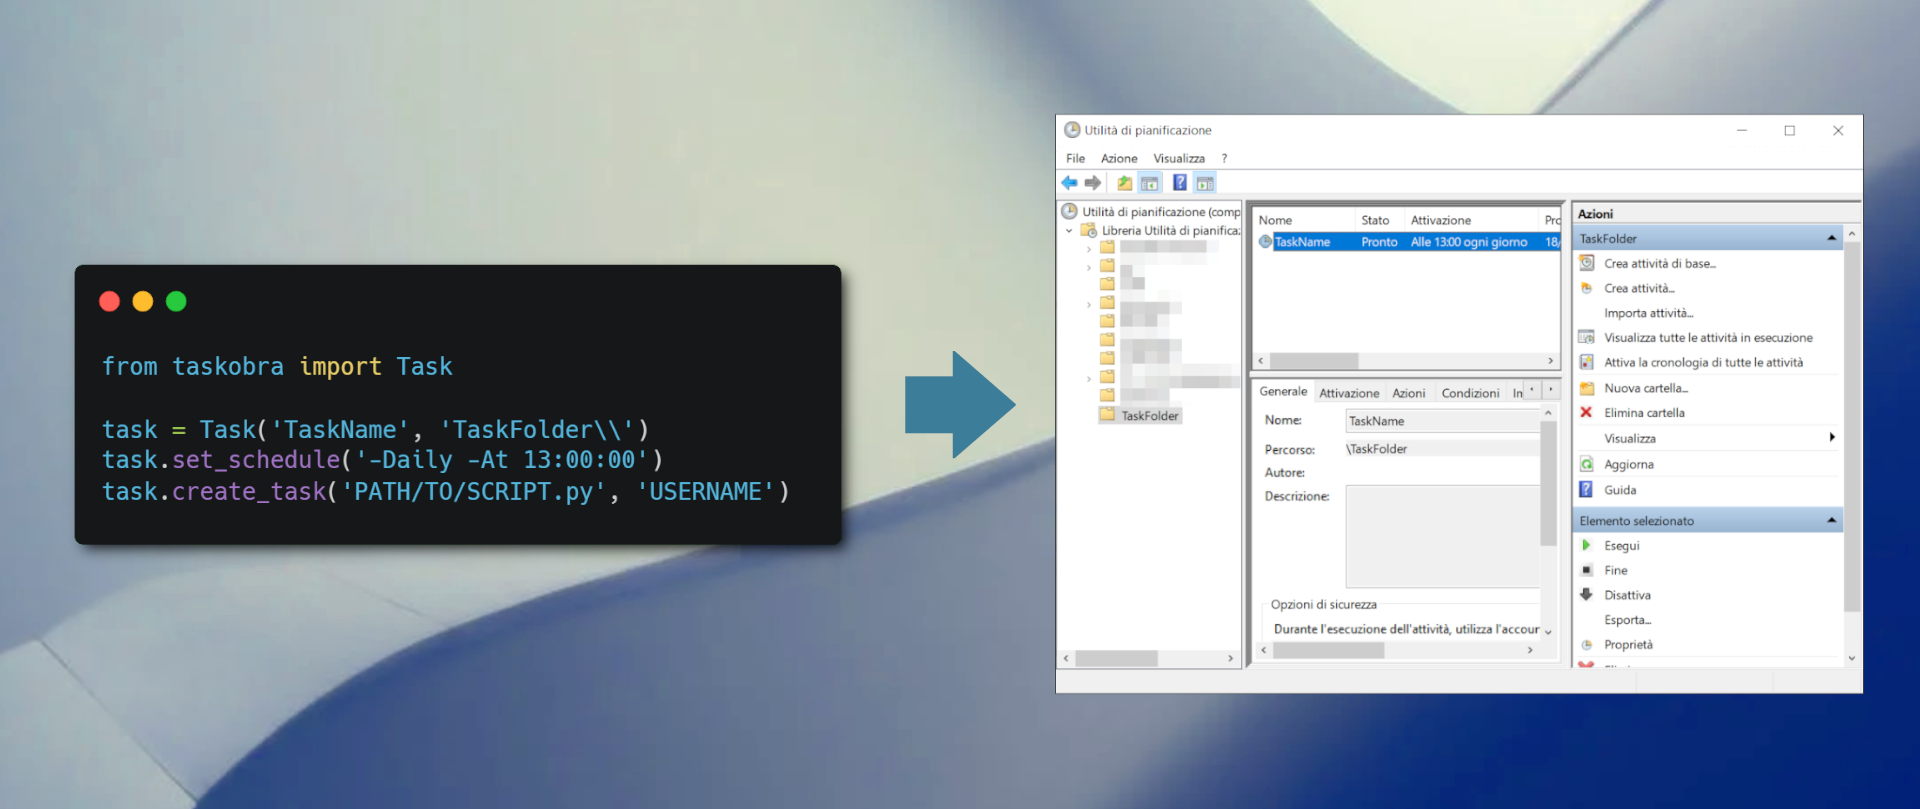 from taskobra import Task
task = Task('TaskName', 'TaskFolder\\')
task.set_schedule('-Daily -At 13:00:00')
task.create_task('PATH/TO/SCRIPT.py', 'USERNAME')
Utilità di pianificazione
File Azione Visualizza ?
Utilità di pianificazione (comp
Libreria Utilità di pianifica
TaskFolder
Nome Stato Attivazione Pro
TaskName Pronto Alle 13:00 ogni giorno 18/
Generale Attivazione Azioni Condizioni
Nome: TaskName
Percorso: \TaskFolder
Autore:
Descrizione:
Opzioni di sicurezza
Durante l'esecuzione dell'attività, utilizza l'accour
Azioni
TaskFolder
Crea attività di base...
Crea attività...
Importa attività...
Visualizza tutte le attività in esecuzione
Attiva la cronologia di tutte le attività
Nuova cartella...
Elimina cartella
Visualizza
Aggiorna
Guida
Elemento selezionato
Esegui
Fine
Disattiva
Esporta...
Proprietà